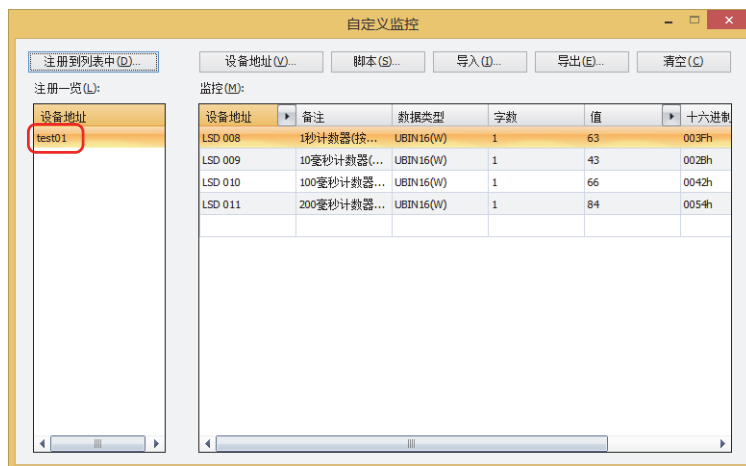 自定义监控
注册到列表中(D)... 设备地址(V)... 脚本(S)... 导入(I)... 导出(E)... 清空(C)
注册一览(L): 监控(M):
设备地址 设备地址 备注 数据类型 字数 值 十六进制
test01 LSD 008 1秒计数器(按... UBIN16(W) 1 63 003Fh
LSD 009 10毫秒计数器(... UBIN16(W) 1 43 002Bh
LSD 010 100毫秒计数器... UBIN16(W) 1 66 0042h
LSD 011 200毫秒计数器... UBIN16(W) 1 84 0054h